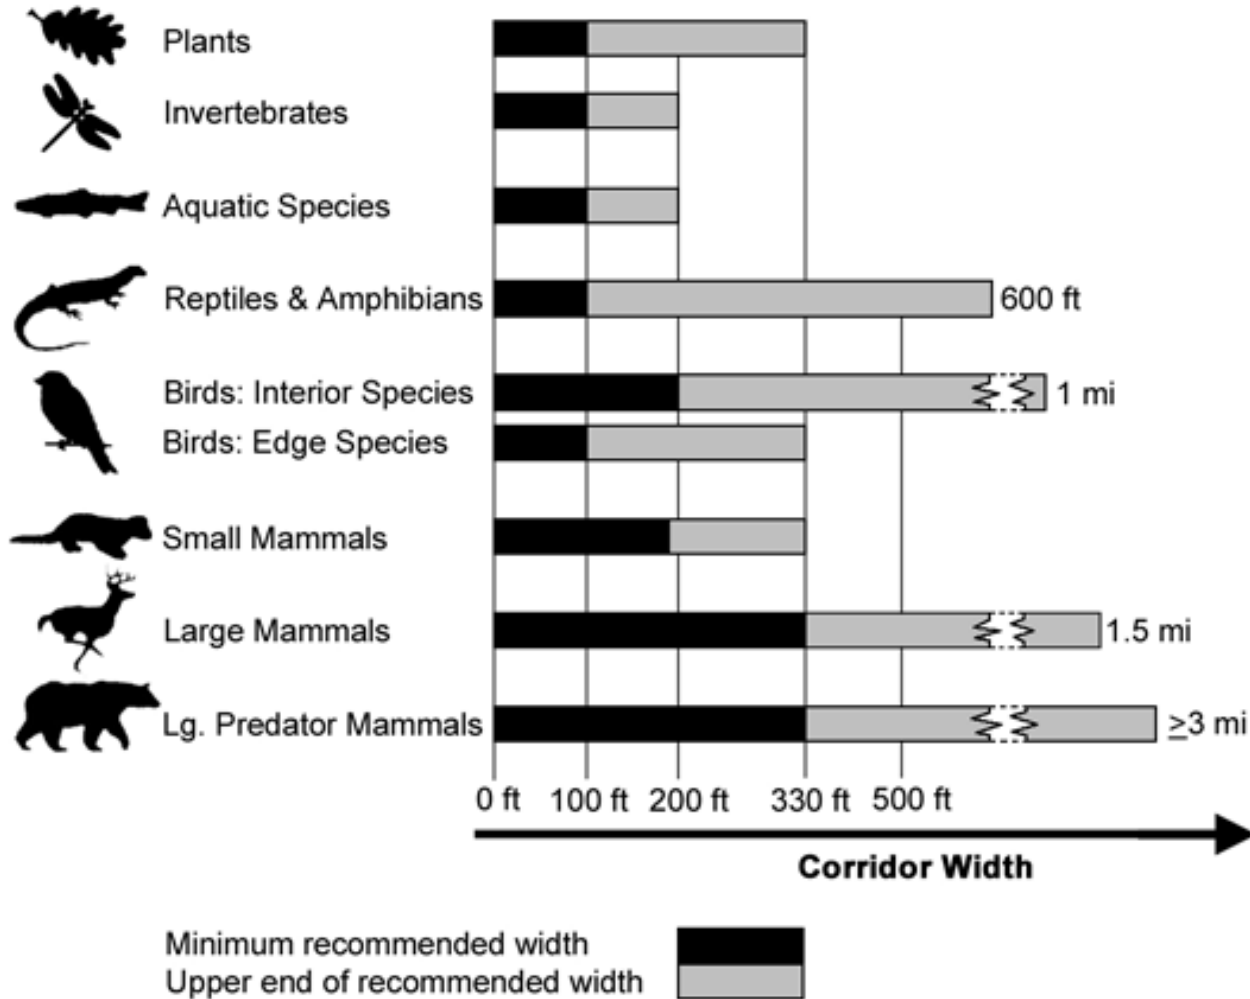 Plants
Invertebrates
Aquatic Species
Reptiles & Amphibians 600 ft
Birds: Interior Species 1 mi
Birds: Edge Species
Small Mammals
Large Mammals 1.5 mi
Lg. Predator Mammals ≥3 mi
0 ft 100 ft 200 ft 330 ft 500 ft
Corridor Width
Minimum recommended width
Upper end of recommended width